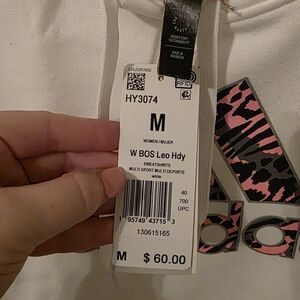 HY3074
M
WOMEN / MUJER
W BOS Leo Hdy
SWEATSHIRTS
MULTI SPORT MULTI DEPORTE
white
40
700
UPC
1 95749 43715 3
130615165
M $ 60.00